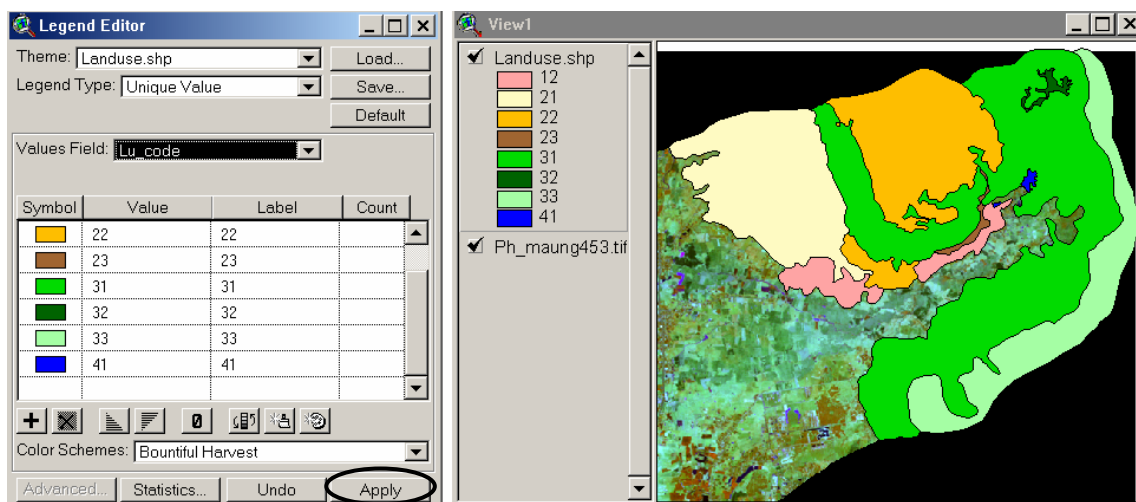 Legend Editor
Theme: Landuse.shp
Load...
Legend Type: Unique Value
Save...
Default
Values Field: Lu_code
Symbol Value Label Count
22 22
23 23
31 31
32 32
33 33
41 41
Color Schemes: Bountiful Harvest
Advanced... Statistics... Undo Apply
View1
Landuse.shp
12
21
22
23
31
32
33
41
Ph_maung453.tif